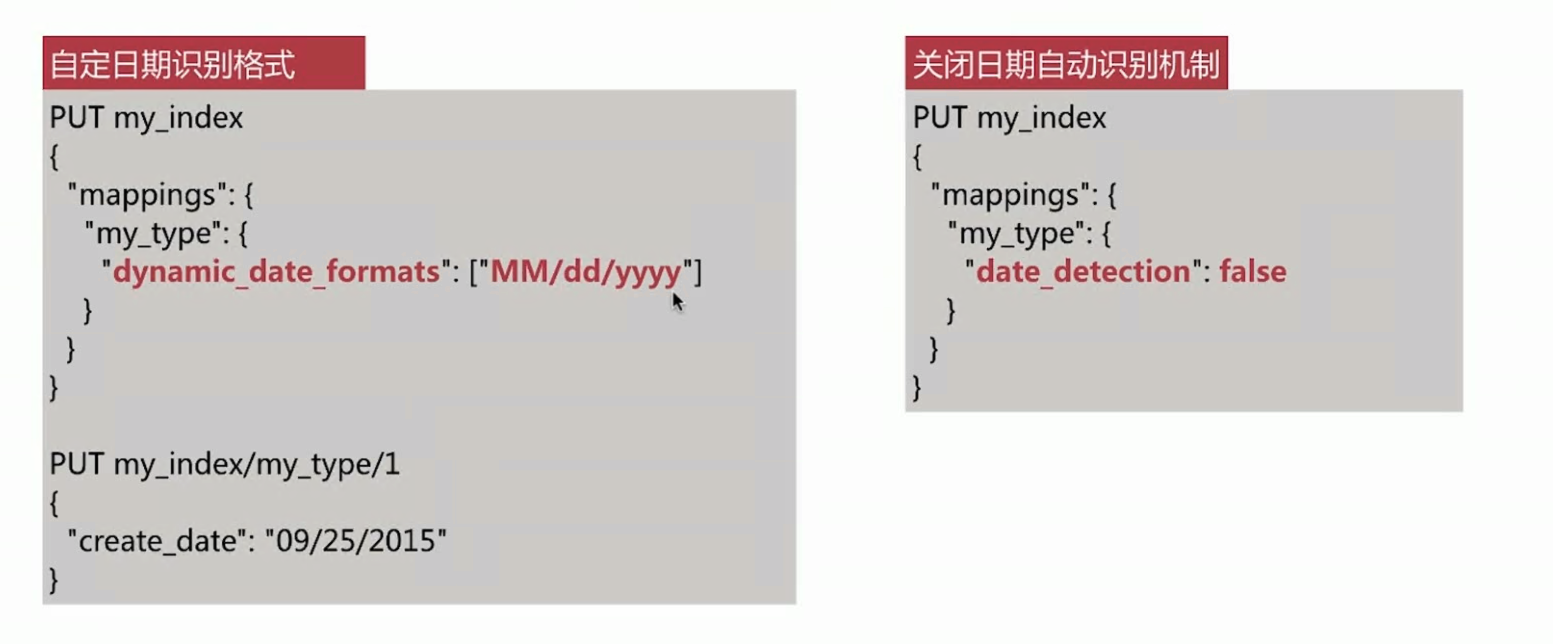 自定日期识别格式
PUT my_index
{
"mappings": {
"my_type": {
"dynamic_date_formats": ["MM/dd/yyyy"]
}
}
}
PUT my_index/my_type/1
{
"create_date": "09/25/2015"
}
关闭日期自动识别机制
PUT my_index
{
"mappings": {
"my_type": {
"date_detection": false
}
}
}